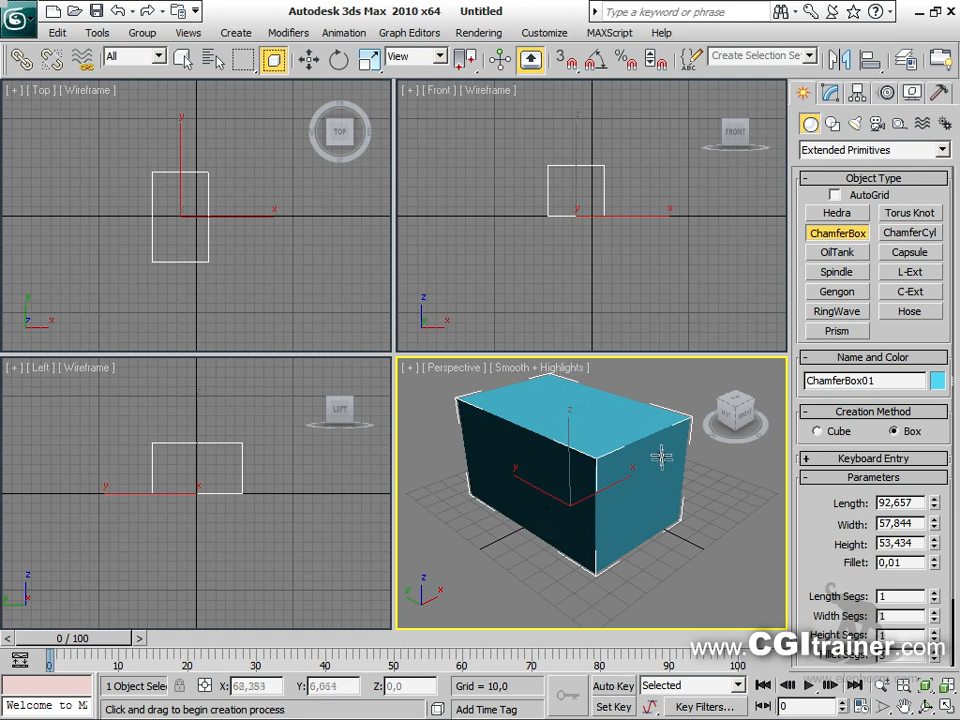 Autodesk 3ds Max 2010 x64 Untitled
Type a keyword or phrase
Edit Tools Group Views Create Modifiers Animation Graph Editors Rendering Customize MAXScript Help
All View 3 Create Selection Se
[ + ] [ Top ] [ Wireframe ]
TOP
y
x
y
z x
[ + ] [ Front ] [ Wireframe ]
FRONT
z
y x
z
y x
[ + ] [ Left ] [ Wireframe ]
LEFT
y x
z
y x
[ + ] [ Perspective ] [ Smooth + Highlights ]
z
y x
z
y x
Extended Primitives
- Object Type
AutoGrid
Hedra Torus Knot
ChamferBox ChamferCyl
OilTank Capsule
Spindle L-Ext
Gengon C-Ext
RingWave Hose
Prism
- Name and Color
ChamferBox01
- Creation Method
Cube Box
+ Keyboard Entry
- Parameters
Length: 92,657
Width: 57,844
Height: 53,434
Fillet: 0,01
Length Segs: 1
Width Segs: 1
Height Segs: 1
www.CGItrainer.com
< 0 / 100 >
0 10 20 30 40 50 60 70 80 90 100
1 Object Selec X: 68,353 Y: 6,664 Z: 0,0 Grid = 10,0 Auto Key Selected
Welcome to M Click and drag to begin creation process Add Time Tag Set Key Key Filters... 0